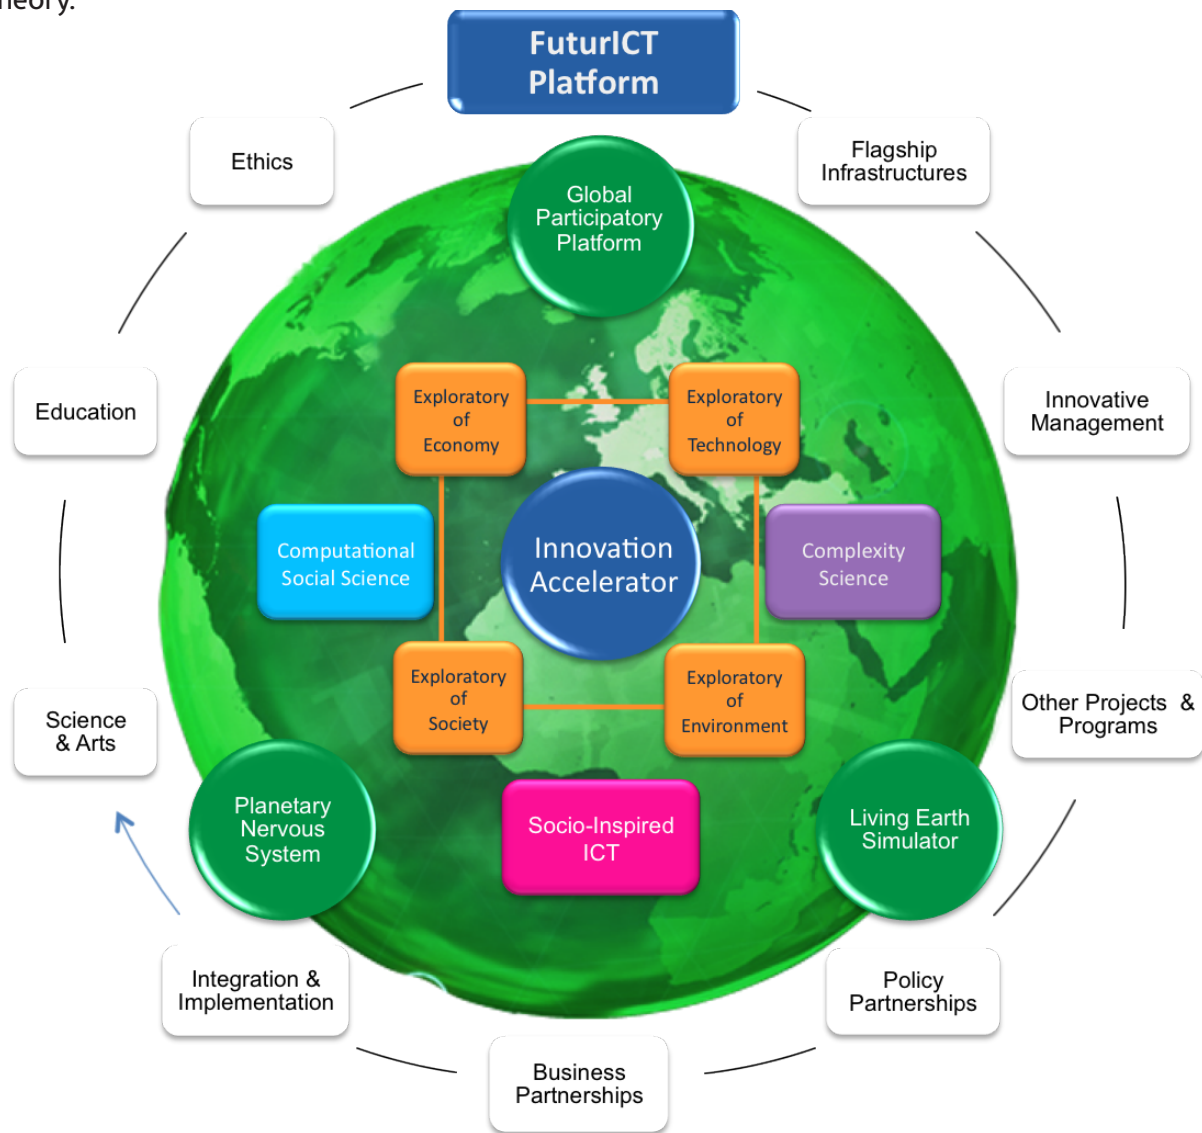 heory.
FuturICT
Platform
Ethics
Flagship
Infrastructures
Global
Participatory
Platform
Education
Exploratory
of
Economy
Exploratory
of
Technology
Innovative
Management
Computational
Social Science
Innovation
Accelerator
Complexity
Science
Exploratory
of
Society
Exploratory
of
Environment
Science
& Arts
Other Projects &
Programs
Planetary
Nervous
System
Socio-Inspired
ICT
Living Earth
Simulator
Integration &
Implementation
Policy
Partnerships
Business
Partnerships